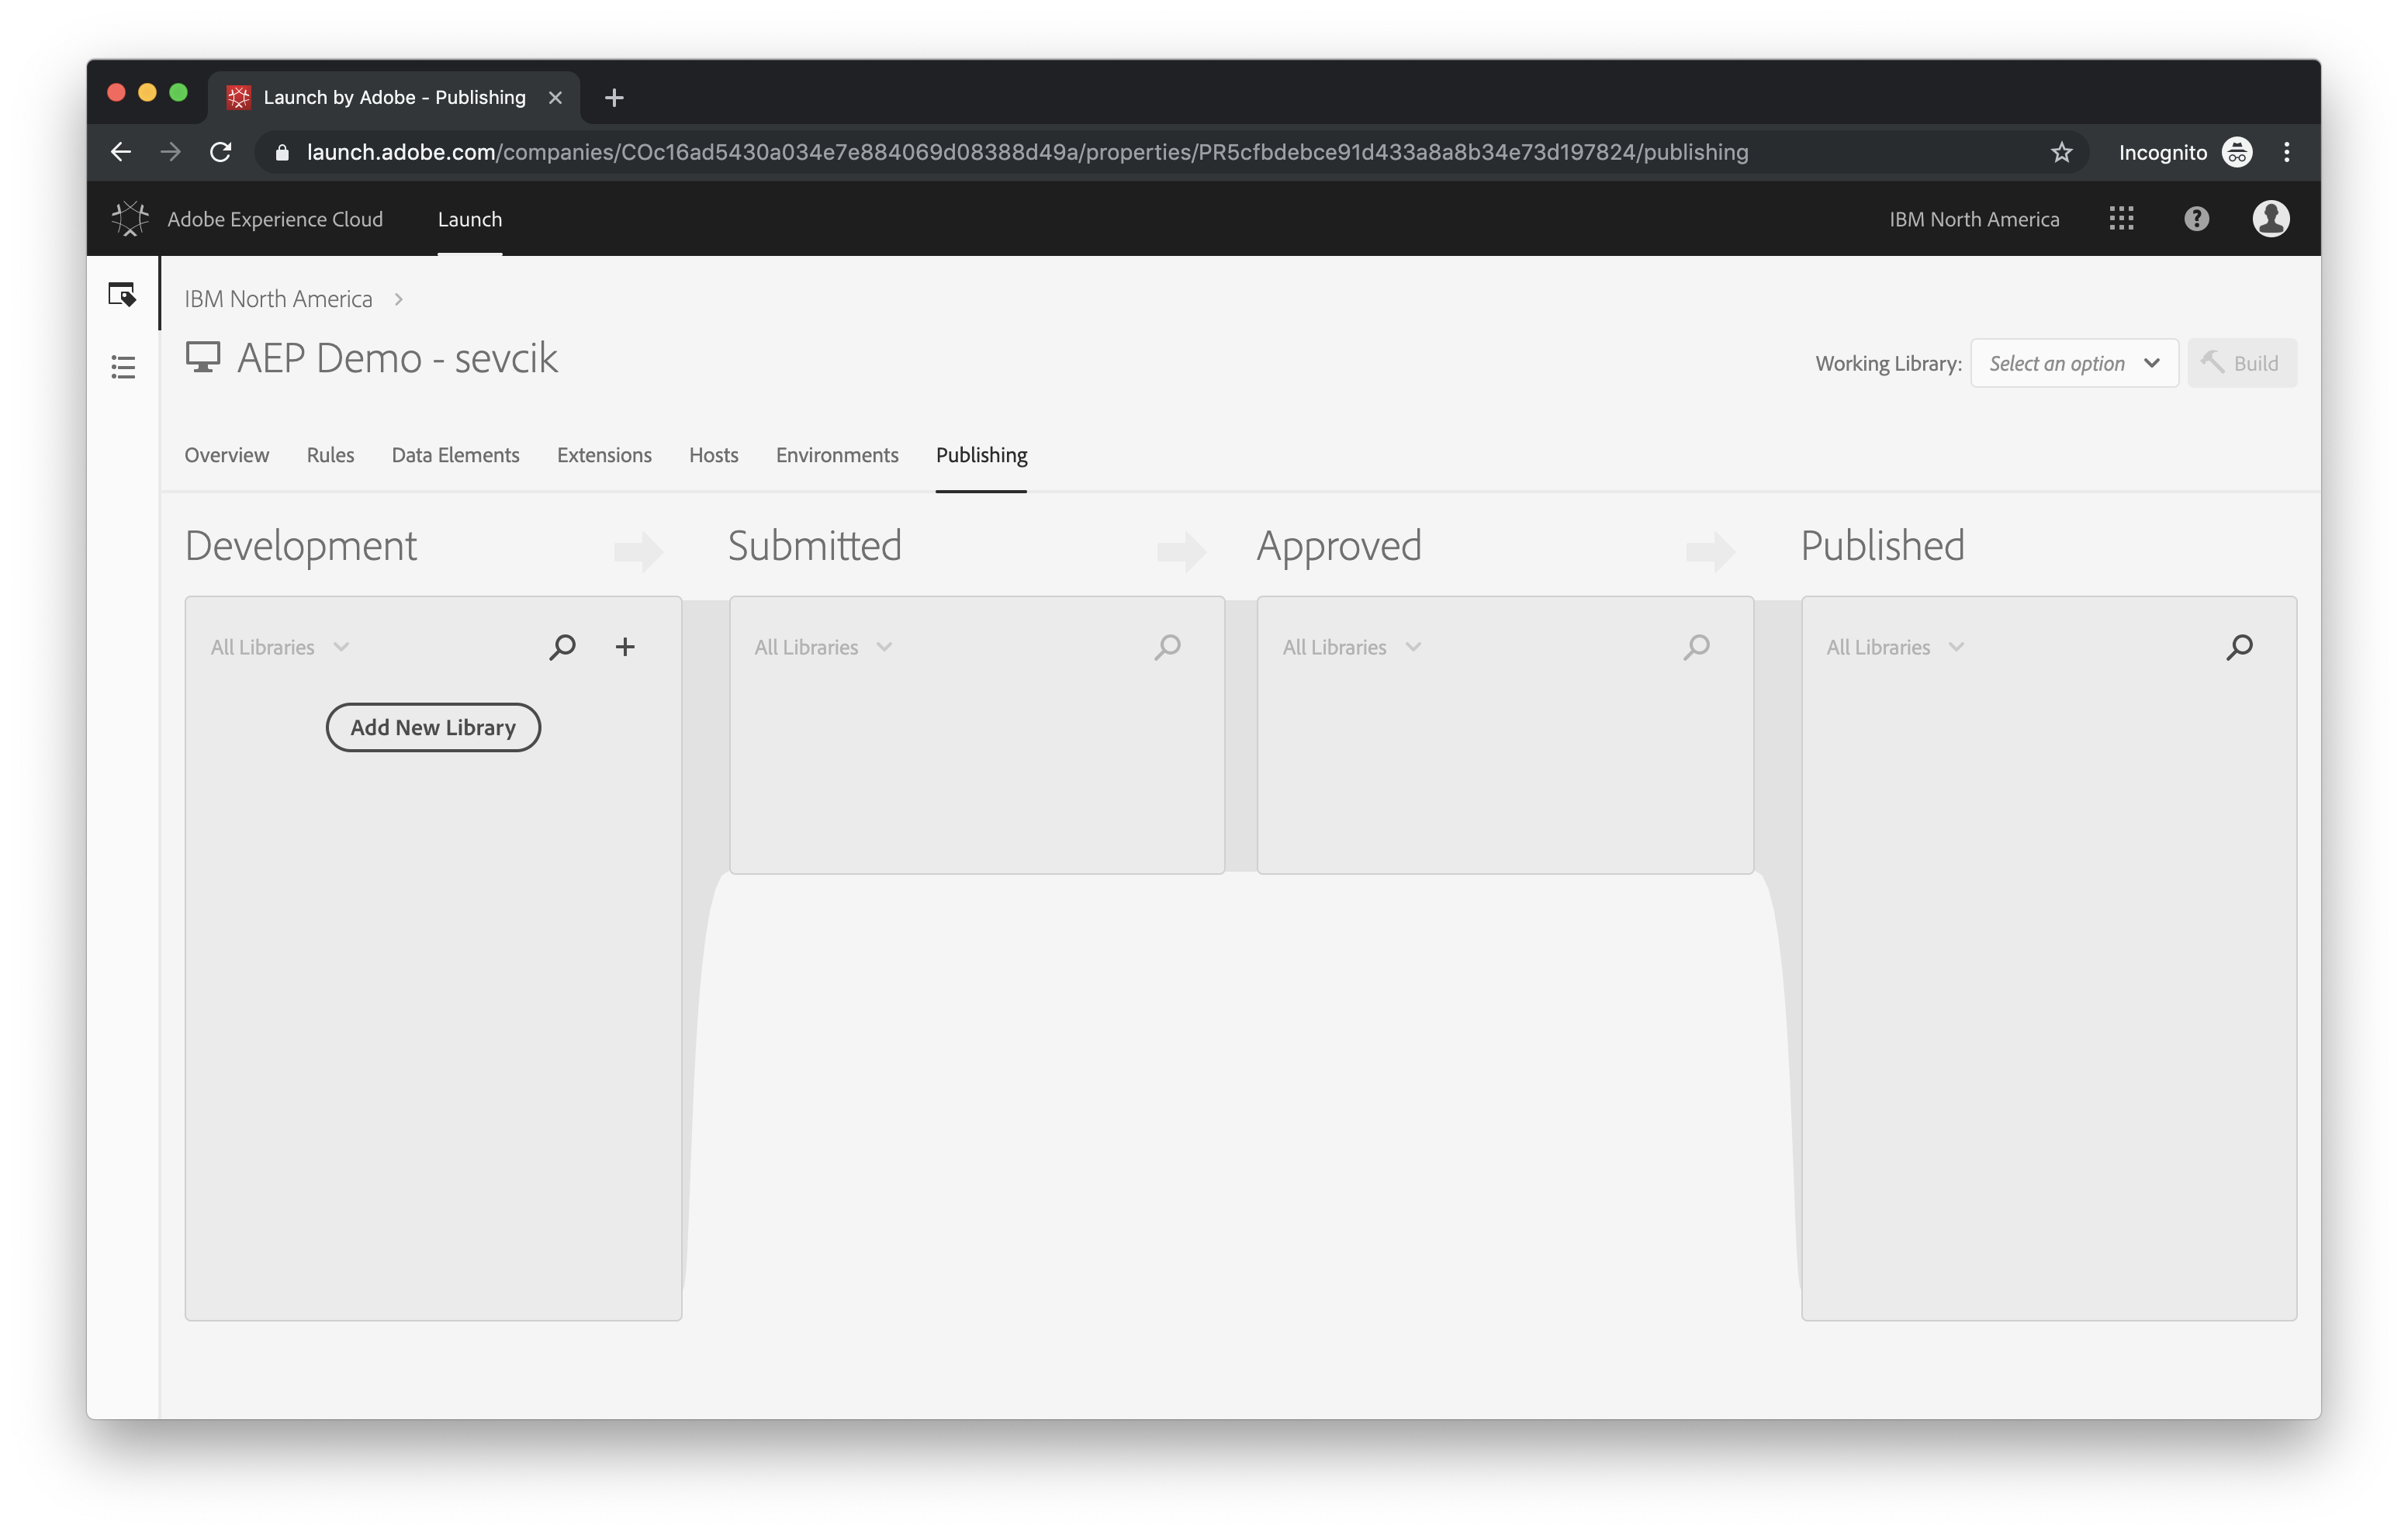 Launch by Adobe - Publishing
launch.adobe.com/companies/COc16ad5430a034e7e884069d08388d49a/properties/PR5cfbdebce91d433a8a8b34e73d197824/publishing
Incognito
Adobe Experience Cloud
Launch
IBM North America
IBM North America
AEP Demo - sevcik
Working Library:
Select an option
Build
Overview
Rules
Data Elements
Extensions
Hosts
Environments
Publishing
Development
Submitted
Approved
Published
All Libraries
All Libraries
All Libraries
All Libraries
Add New Library